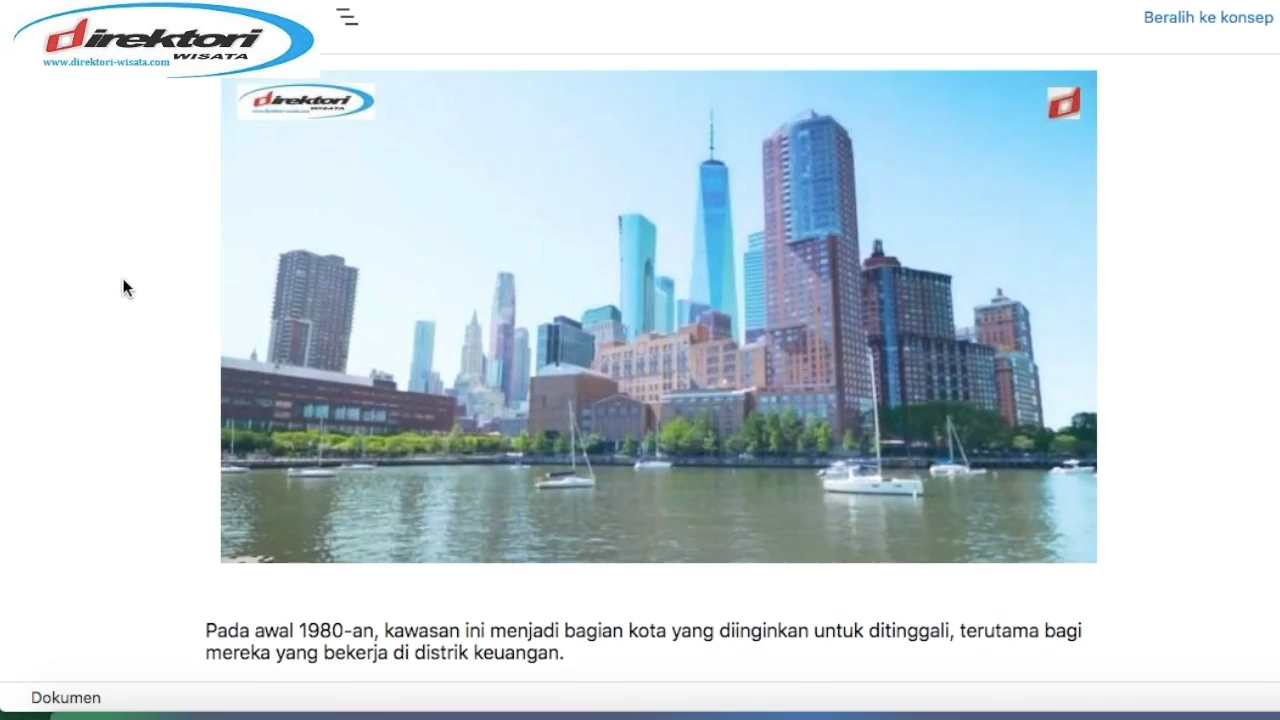 direktori
WISATA
www.direktori-wisata.com
Beralih ke konsep
direktori
WISATA
Pada awal 1980-an, kawasan ini menjadi bagian kota yang diinginkan untuk ditinggali, terutama bagi
mereka yang bekerja di distrik keuangan.
Dokumen